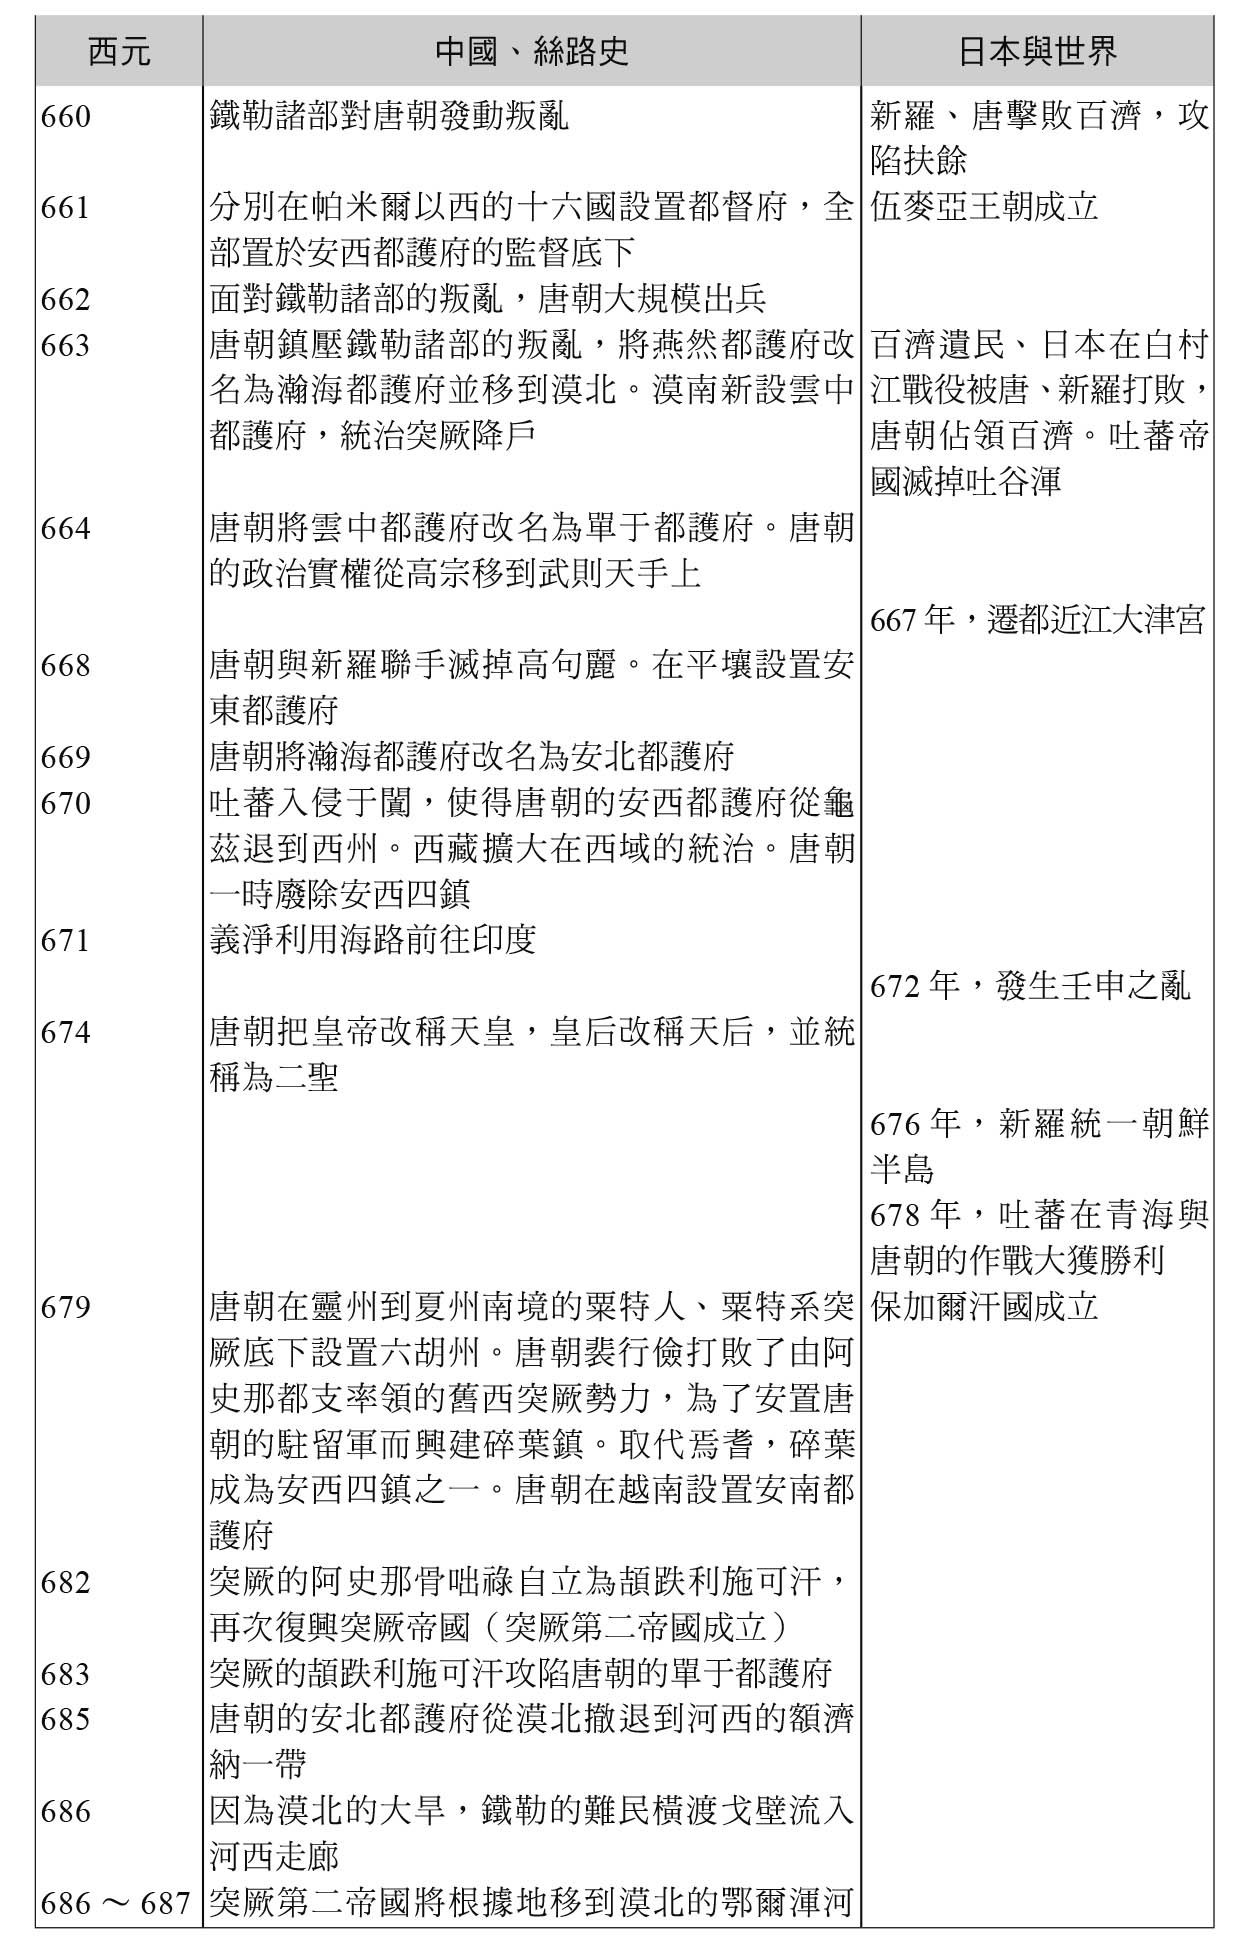 西元 中國、絲路史 日本與世界
660 鐵勒諸部對唐朝發動叛亂 新羅、唐擊敗百濟，攻
陷扶餘
661 分別在帕米爾以西的十六國設置都督府，全 伍麥亞王朝成立
部置於安西都護府的監督底下
662 面對鐵勒諸部的叛亂，唐朝大規模出兵
663 唐朝鎮壓鐵勒諸部的叛亂，將燕然都護府改 百濟遺民、日本在白村
名為瀚海都護府並移到漠北。漠南新設雲中 江戰役被唐、新羅打敗，
都護府，統治突厥降戶 唐朝佔領百濟。吐蕃帝
國滅掉吐谷渾
664 唐朝將雲中都護府改名為單于都護府。唐朝
的政治實權從高宗移到武則天手上
667 年，遷都近江大津宮
668 唐朝與新羅聯手滅掉高句麗。在平壤設置安
東都護府
669 唐朝將瀚海都護府改名為安北都護府
670 吐蕃入侵于闐，使得唐朝的安西都護府從龜
茲退到西州。西藏擴大在西域的統治。唐朝
一時廢除安西四鎮
671 義淨利用海路前往印度
672 年，發生壬申之亂
674 唐朝把皇帝改稱天皇，皇后改稱天后，並統
稱為二聖
676 年，新羅統一朝鮮
半島
678 年，吐蕃在青海與
唐朝的作戰大獲勝利
679 唐朝在靈州到夏州南境的粟特人、粟特系突 保加爾汗國成立
厥底下設置六胡州。唐朝裴行儉打敗了由阿
史那都支率領的舊西突厥勢力，為了安置唐
朝的駐留軍而興建碎葉鎮。取代焉耆，碎葉
成為安西四鎮之一。唐朝在越南設置安南都
護府
682 突厥的阿史那骨咄祿自立為頡跌利施可汗，
再次復興突厥帝國（突厥第二帝國成立）
683 突厥的頡跌利施可汗攻陷唐朝的單于都護府
685 唐朝的安北都護府從漠北撤退到河西的額濟
納一帶
686 因為漠北的大旱，鐵勒的難民橫渡戈壁流入
河西走廊
686～687 突厥第二帝國將根據地移到漠北的鄂爾渾河